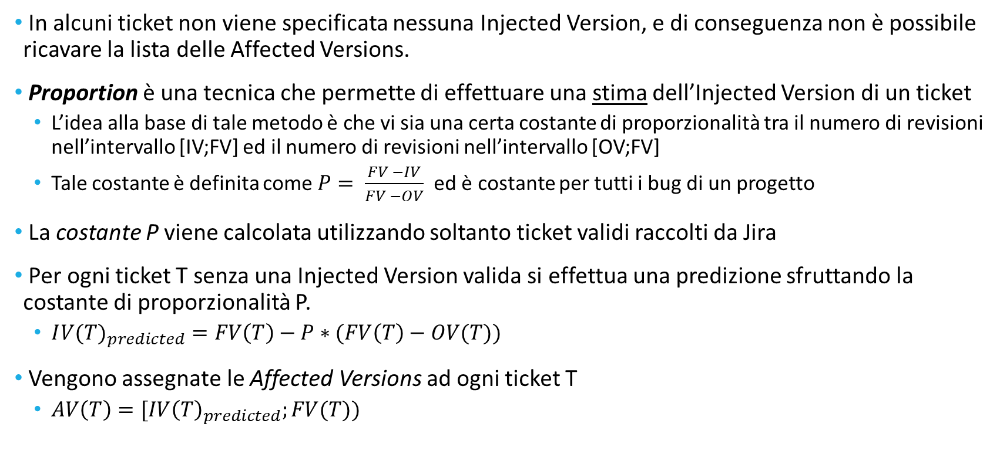 • In alcuni ticket non viene specificata nessuna Injected Version, e di conseguenza non è possibile
ricavare la lista delle Affected Versions.
• Proportion è una tecnica che permette di effettuare una stima dell’Injected Version di un ticket
• L’idea alla base di tale metodo è che vi sia una certa costante di proporzionalità tra il numero di revisioni
nell’intervallo [IV;FV] ed il numero di revisioni nell’intervallo [OV;FV]
• Tale costante è definita come P = (FV −IV)/(FV −OV) ed è costante per tutti i bug di un progetto
• La costante P viene calcolata utilizzando soltanto ticket validi raccolti da Jira
• Per ogni ticket T senza una Injected Version valida si effettua una predizione sfruttando la
costante di proporzionalità P.
• IV(T)predicted = FV(T) − P ∗ (FV(T) − OV(T))
• Vengono assegnate le Affected Versions ad ogni ticket T
• AV(T) = [IV(T)predicted; FV(T))